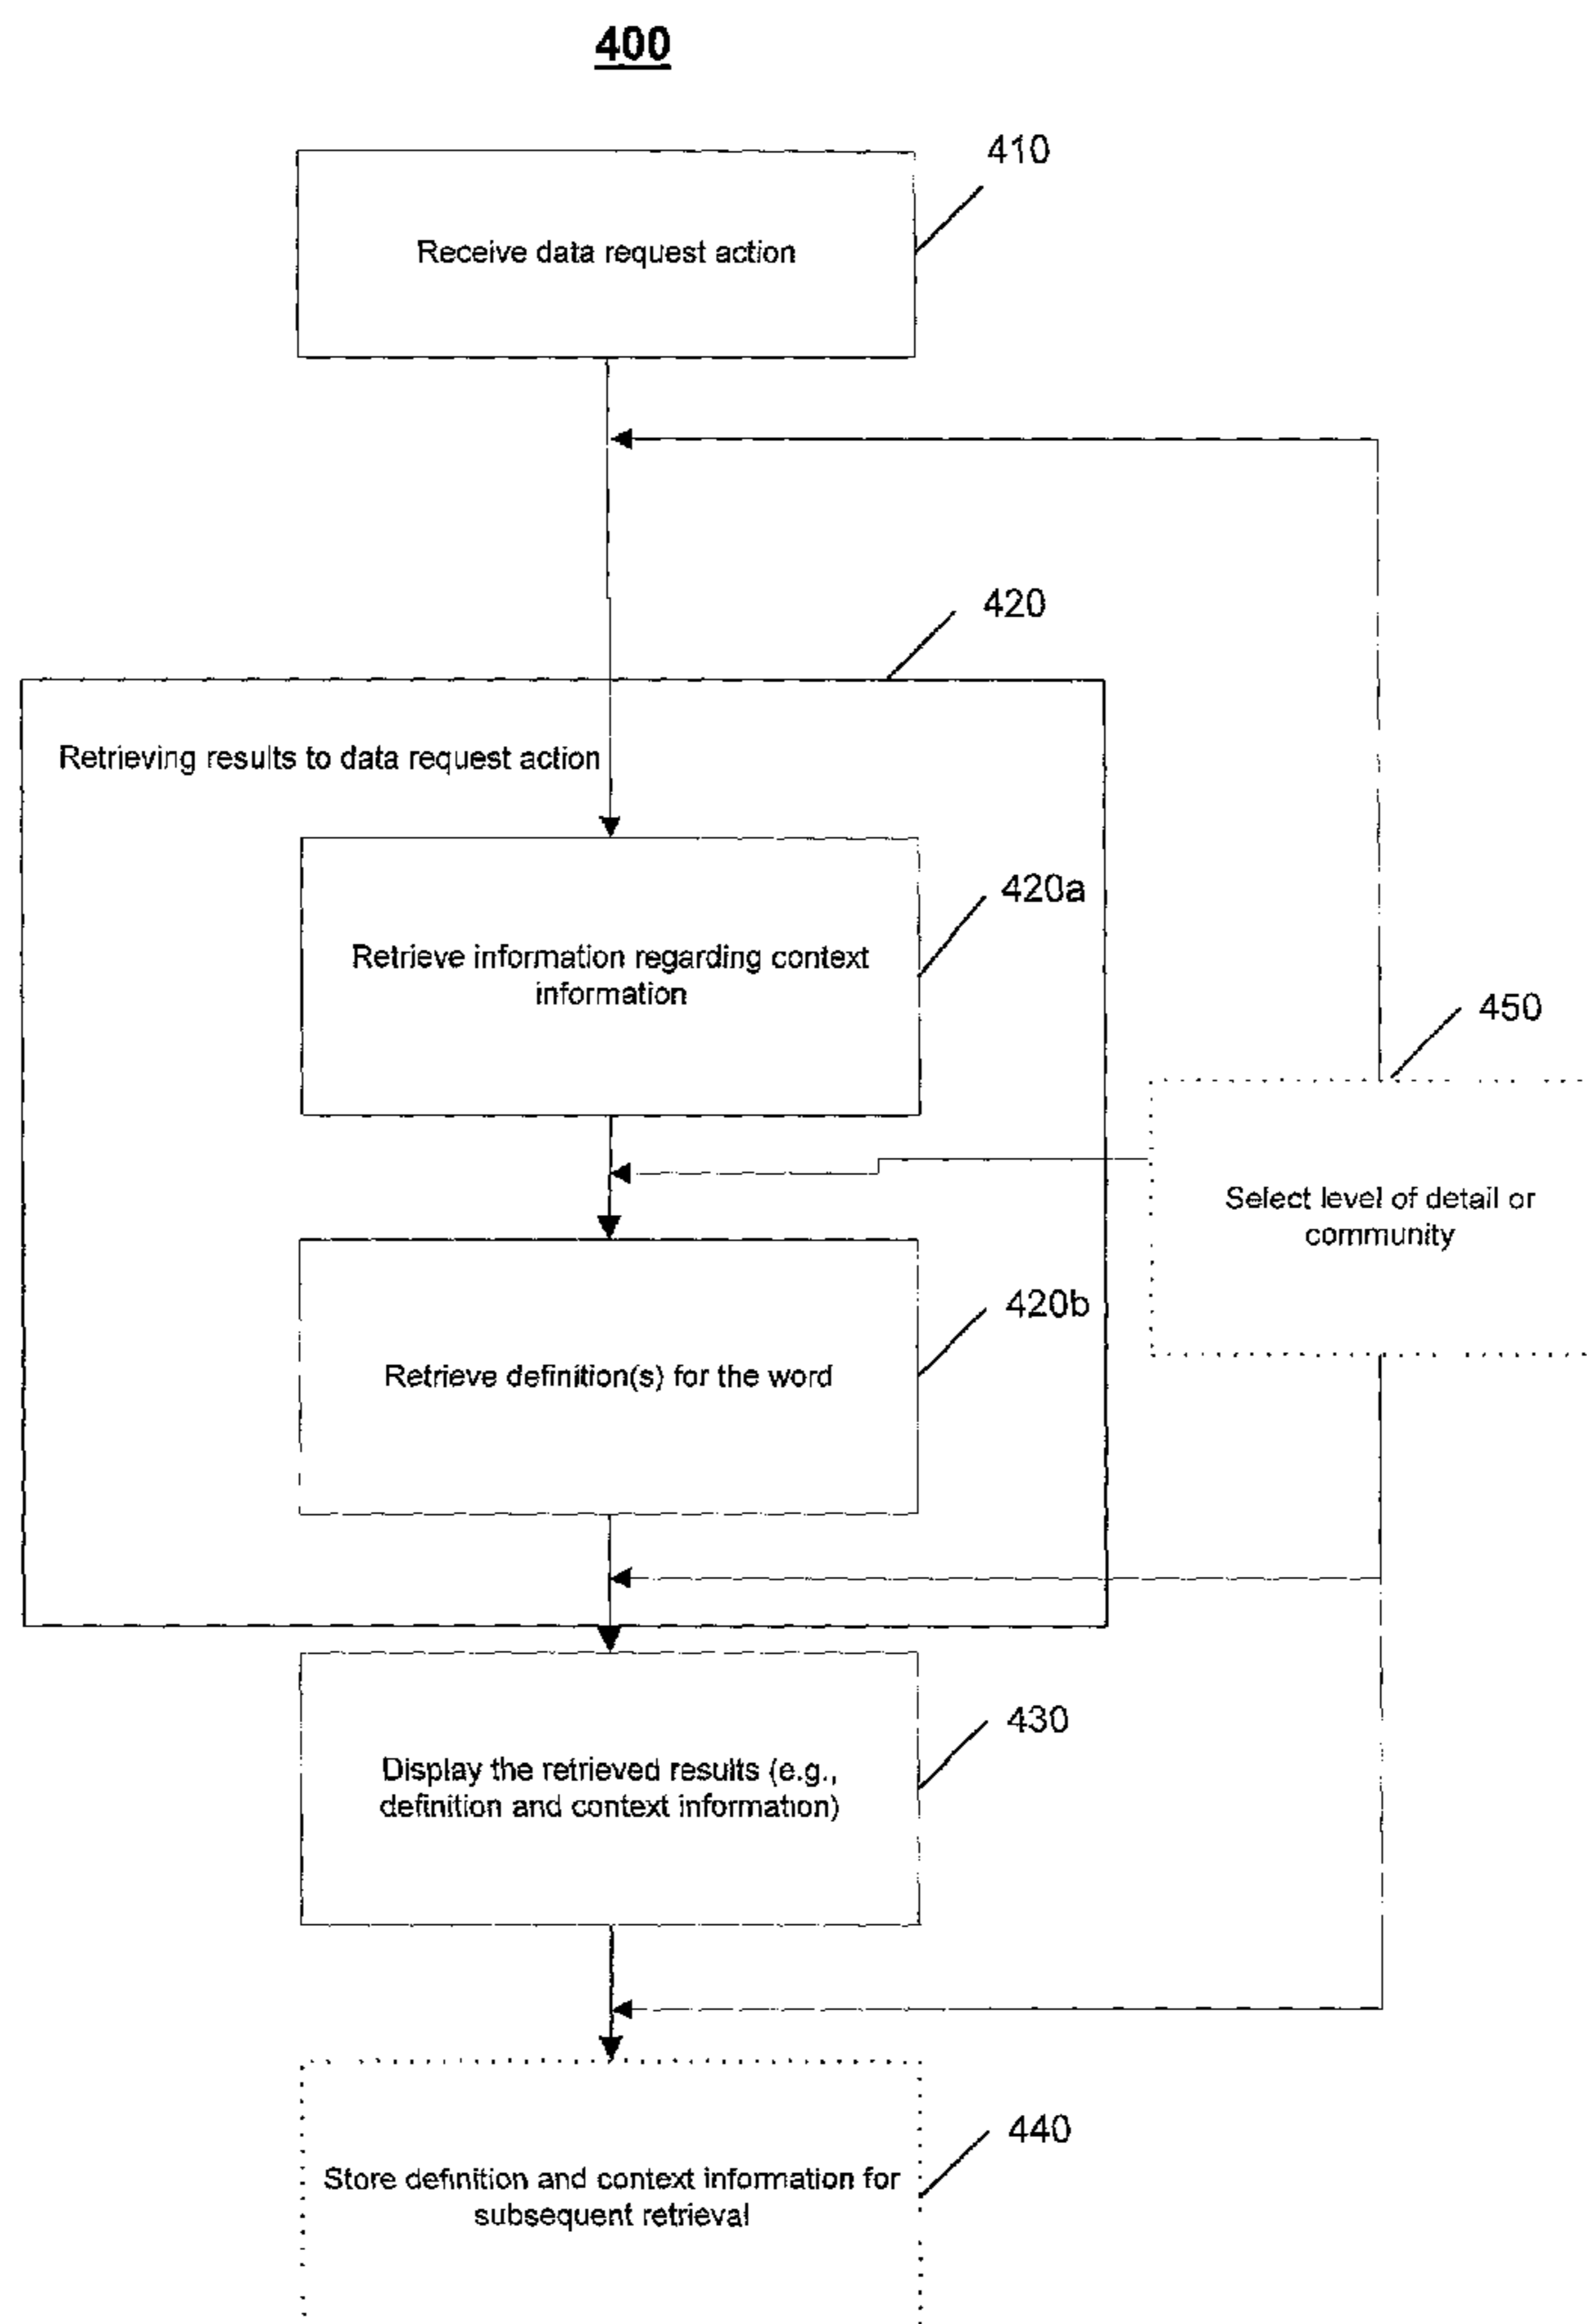 400
410
Receive data request action
420
Retrieving results to data request action
420a
Retrieve information regarding context
information
450
Select level of detail or
community
420b
Retrieve definition(s) for the word
430
Display the retrieved results (e.g.,
definition and context information)
440
Store definition and context information for
subsequent retrieval